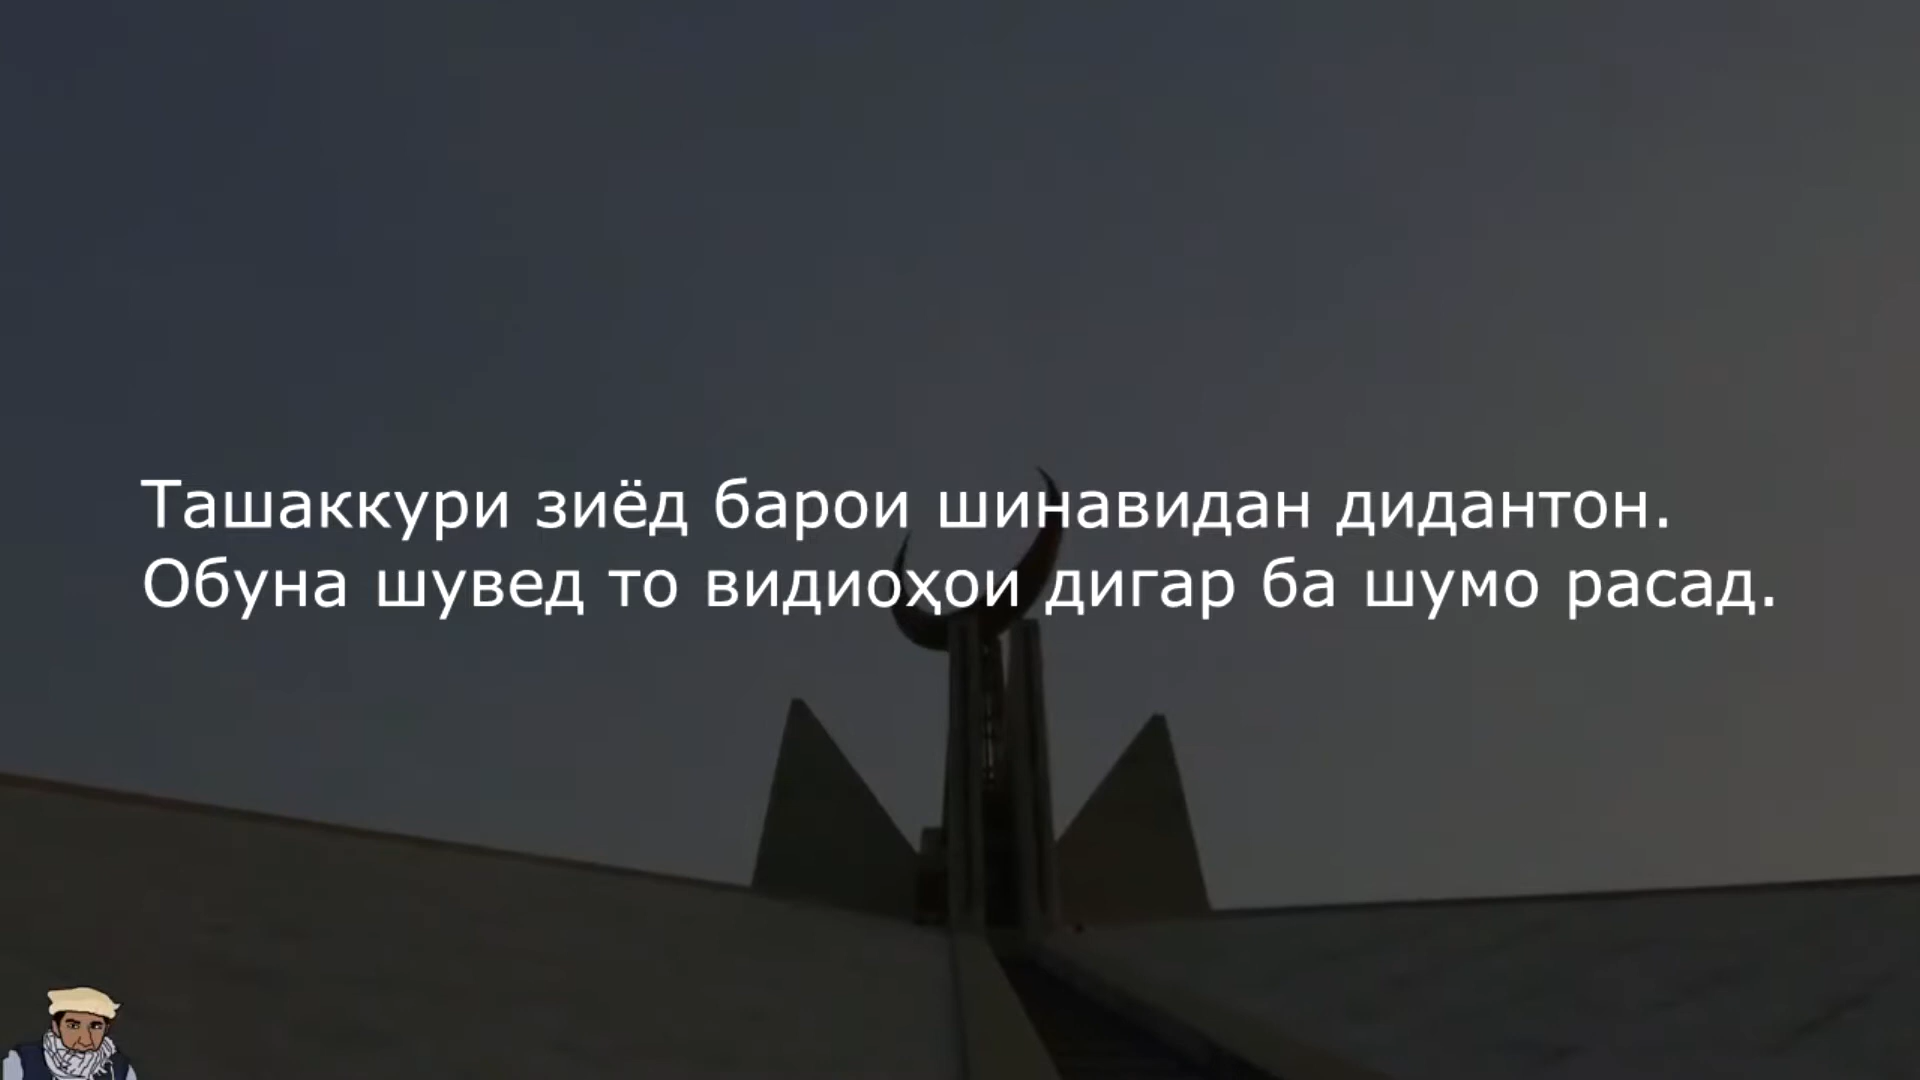 Ташаккури зиёд барои шинавидан дидантон.
Обуна шувед то видиоҳои дигар ба шумо расад.